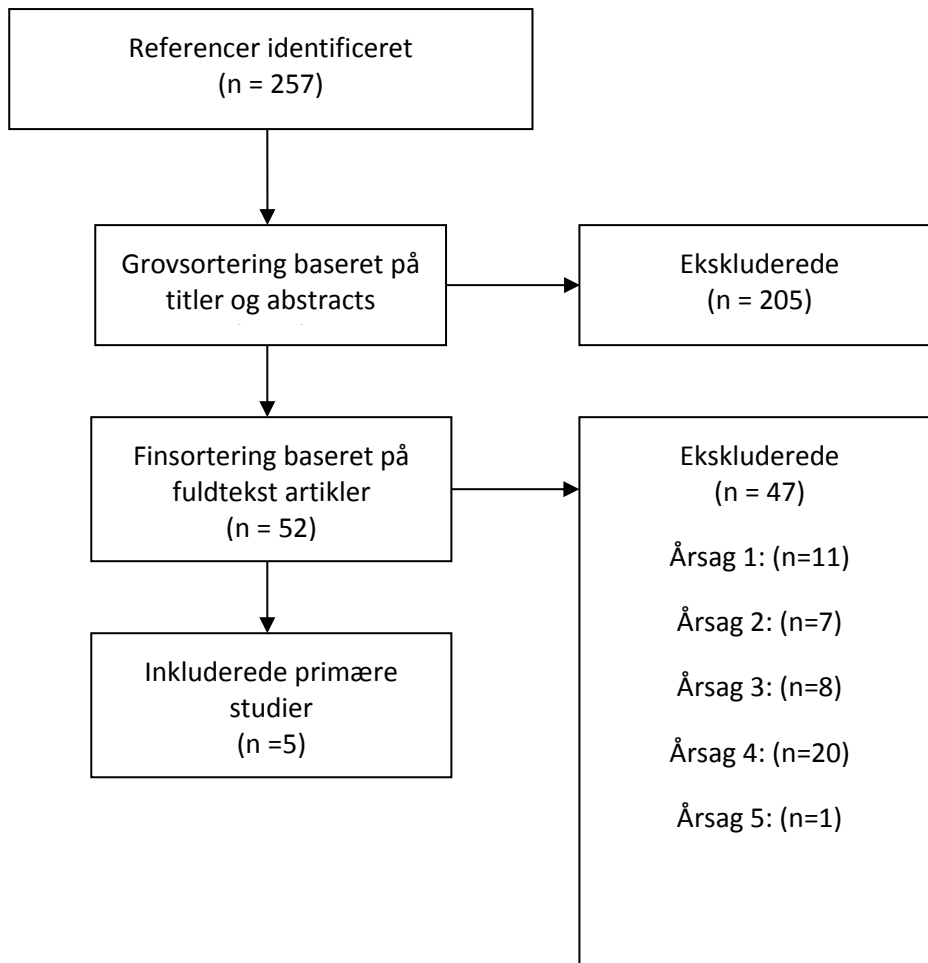 Referencer identificeret
(n = 257)
Grovsortering baseret på
titler og abstracts
Ekskluderede
(n = 205)
Finsortering baseret på
fuldtekst artikler
(n = 52)
Ekskluderede
(n = 47)
Årsag 1: (n=11)
Årsag 2: (n=7)
Årsag 3: (n=8)
Årsag 4: (n=20)
Årsag 5: (n=1)
Inkluderede primære
studier
(n =5)